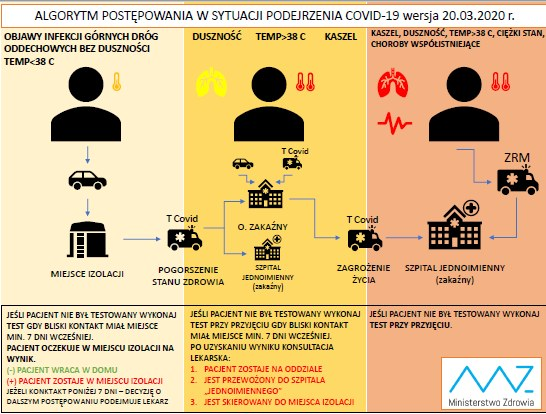 ALGORYTM POSTĘPOWANIA W SYTUACJI PODEJRZENIA COVID-19 wersja 20.03.2020 r.
OBJAWY INFEKCJI GÓRNYCH DRÓG
ODDECHOWYCH BEZ DUSZNOŚCI
TEMP<38 C
DUSZNOŚĆ TEMP>38 C KASZEL
KASZEL, DUSZNOŚĆ, TEMP>38 C, CIĘŻKI STAN,
CHOROBY WSPÓŁISTNIEJĄCE
T Covid
ZRM
T Covid
O. ZAKAŹNY
T Covid
MIEJSCE IZOLACJI
POGORSZENIE
STANU ZDROWIA
SZPITAL
JEDNOIMIENNY
(zakaźny)
ZAGROŻENIE
ŻYCIA
SZPITAL JEDNOIMIENNY
(zakaźny)
JEŚLI PACJENT NIE BYŁ TESTOWANY WYKONAJ
TEST GDY BLISKI KONTAKT MIAŁ MIEJSCE
MIN. 7 DNI WCZEŚNIEJ.
PACJENT OCZEKUJE W MIEJSCU IZOLACJI NA
WYNIK.
(-) PACJENT WRACA W DOMU
(+) PACJENT ZOSTAJE W MIEJSCU IZOLACJI
JEŻELI KONKTAKT PONIŻEJ 7 DNI – DECYZJĘ O
DALSZYM POSTĘPOWANIU PODEJMUJE LEKARZ
JEŚLI PACJENT NIE BYŁ TESTOWANY WYKONAJ
TEST PRZY PRZYJĘCIU GDY BLISKI KONTAKT
MIAŁ MIEJSCE MIN. 7 DNI WCZEŚNIEJ.
PO UZYSKANIU WYNIKU KONSULTACJA
LEKARSKA:
1. PACJENT ZOSTAJE NA ODDZIALE
2. JEST PRZEWOŻONY DO SZPITALA
„JEDNOIMIENNEGO"
3. JEST SKIEROWANY DO MIEJSCA IZOLACJI
JEŚLI PACJENT NIE BYŁ TESTOWANY WYKONAJ
TEST PRZY PRZYJĘCIU.
Ministerstwo Zdrowia